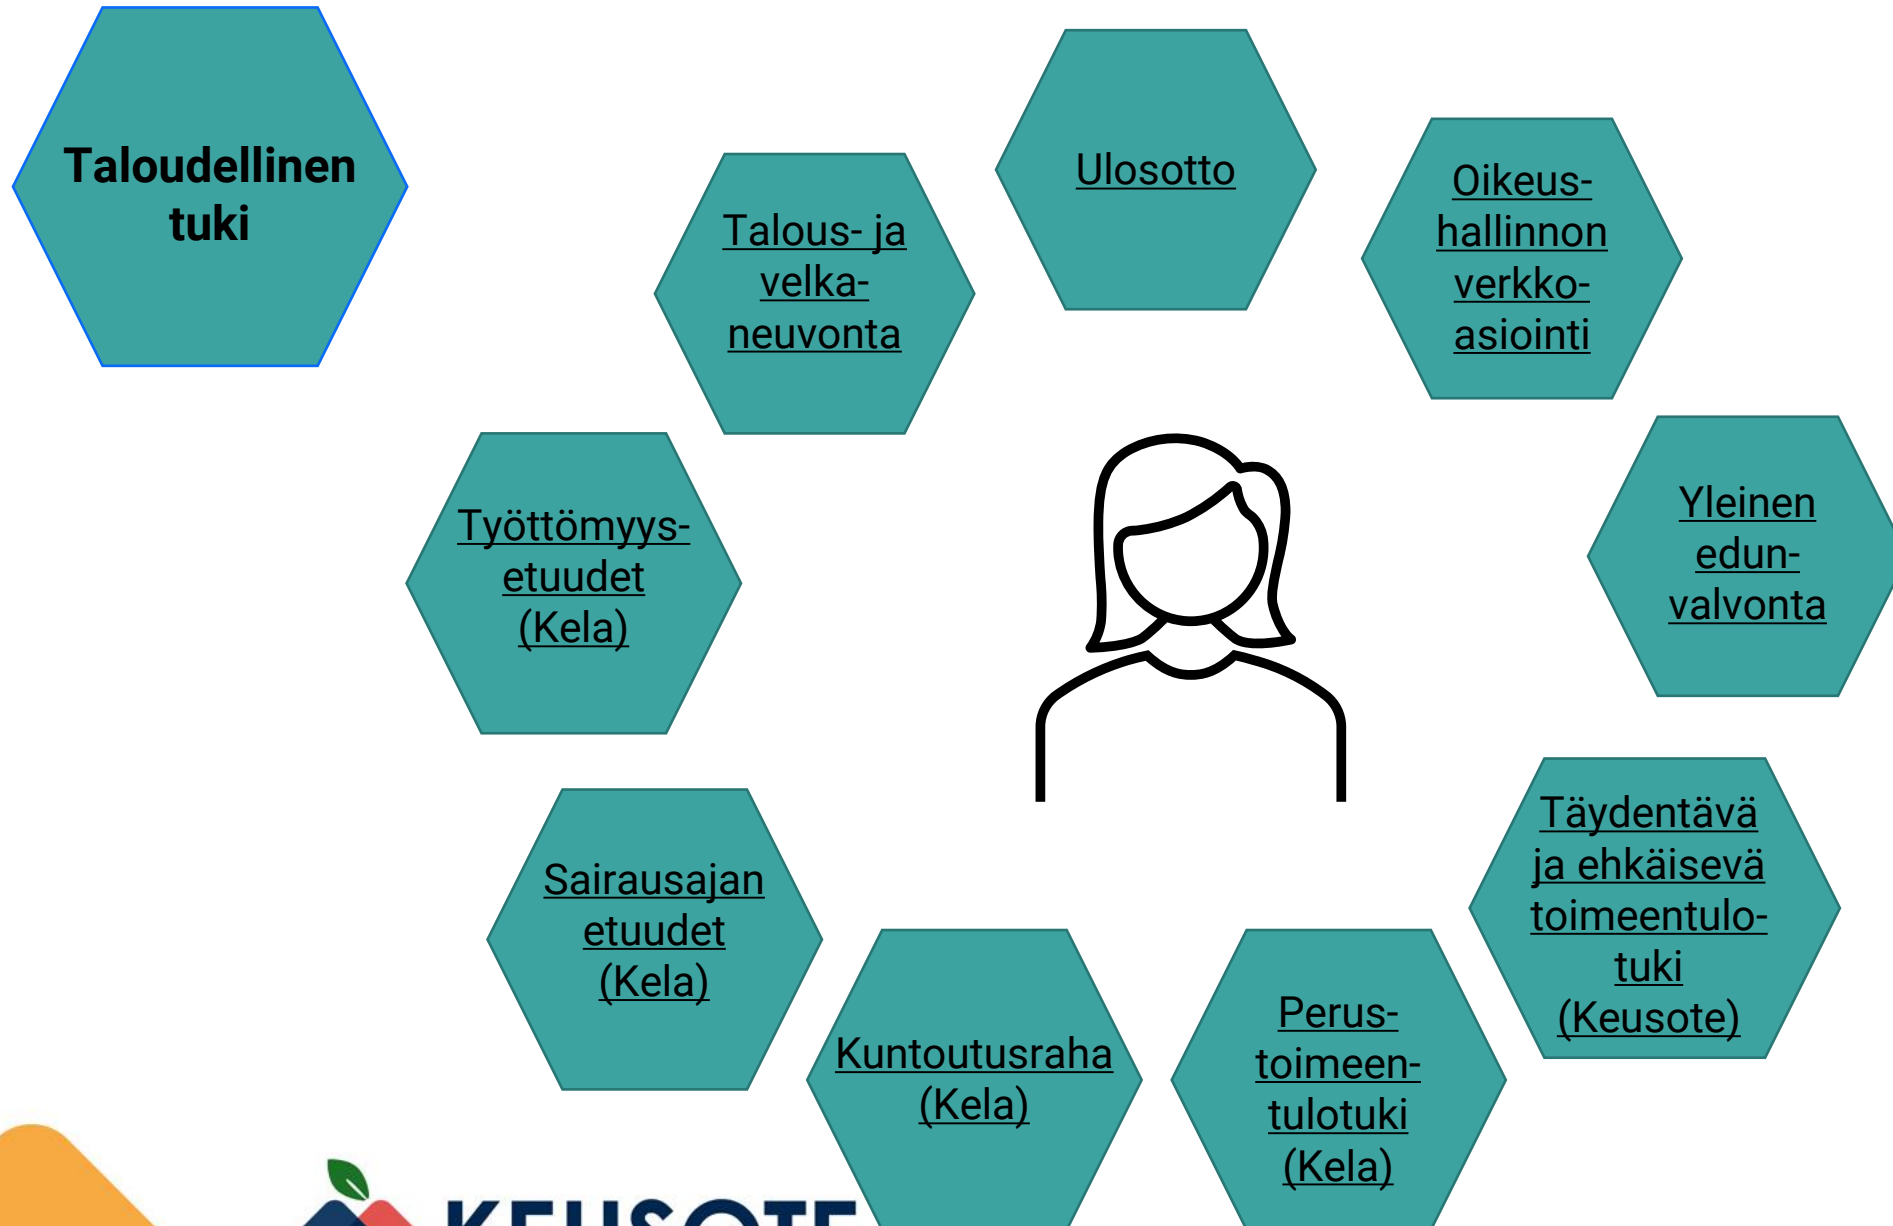 Taloudellinen
tuki
Ulosotto
Oikeus-
hallinnon
verkko-
asiointi
Talous- ja
velka-
neuvonta
Yleinen
edun-
valvonta
Työttömyys-
etuudet
(Kela)
Täydentävä
ja ehkäisevä
toimeentulo-
tuki
(Keusote)
Sairausajan
etuudet
(Kela)
Kuntoutusraha
(Kela)
Perus-
toimeen-
tulotuki
(Kela)
KEUSOTE